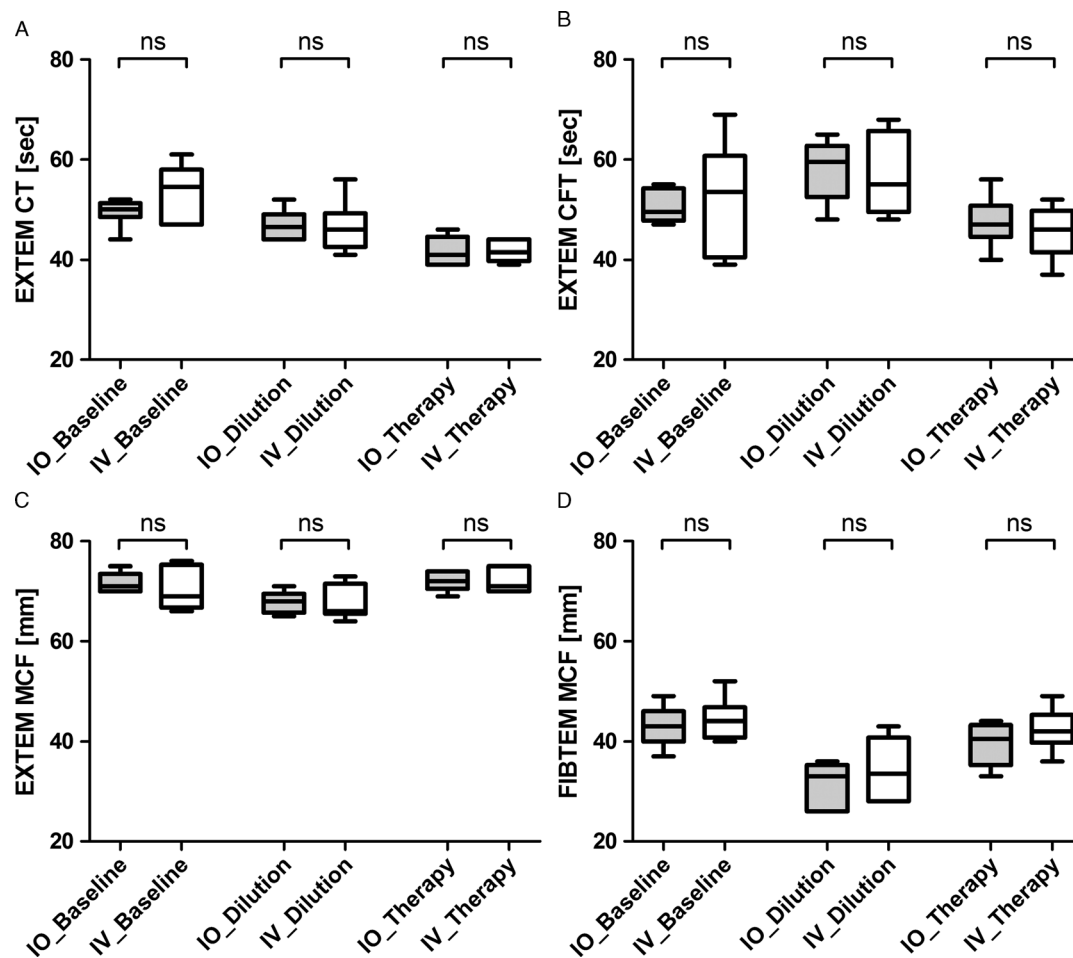 A
ns
ns
ns
80
60
40
20
EXTEM CT [sec]
IO_Baseline
IV_Baseline
IO_Dilution
IV_Dilution
IO_Therapy
IV_Therapy
B
ns
ns
ns
80
60
40
20
EXTEM CFT [sec]
IO_Baseline
IV_Baseline
IO_Dilution
IV_Dilution
IO_Therapy
IV_Therapy
C
ns
ns
ns
80
60
40
20
EXTEM MCF [mm]
IO_Baseline
IV_Baseline
IO_Dilution
IV_Dilution
IO_Therapy
IV_Therapy
D
ns
ns
ns
80
60
40
20
FIBTEM MCF [mm]
IO_Baseline
IV_Baseline
IO_Dilution
IV_Dilution
IO_Therapy
IV_Therapy